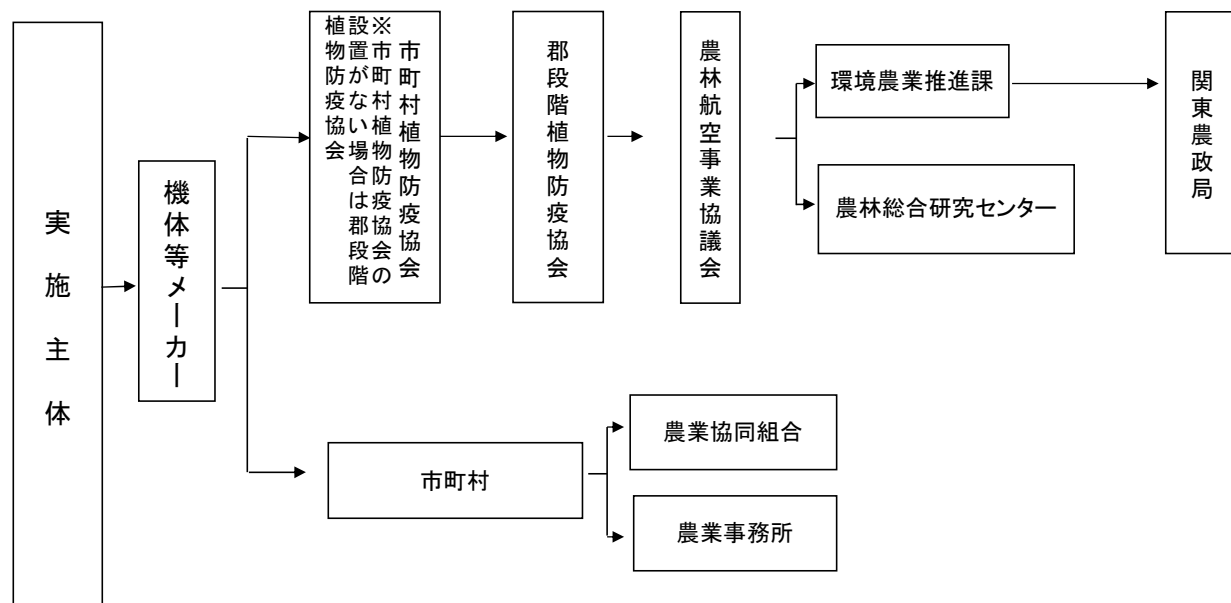 実施主体
機体等メーカー
市町村植物防疫協会
※市町村植物防疫協会の
設置がない場合は郡段階
植物防疫協会
郡段階植物防疫協会
農林航空事業協議会
環境農業推進課
農林総合研究センター
関東農政局
市町村
農業協同組合
農業事務所